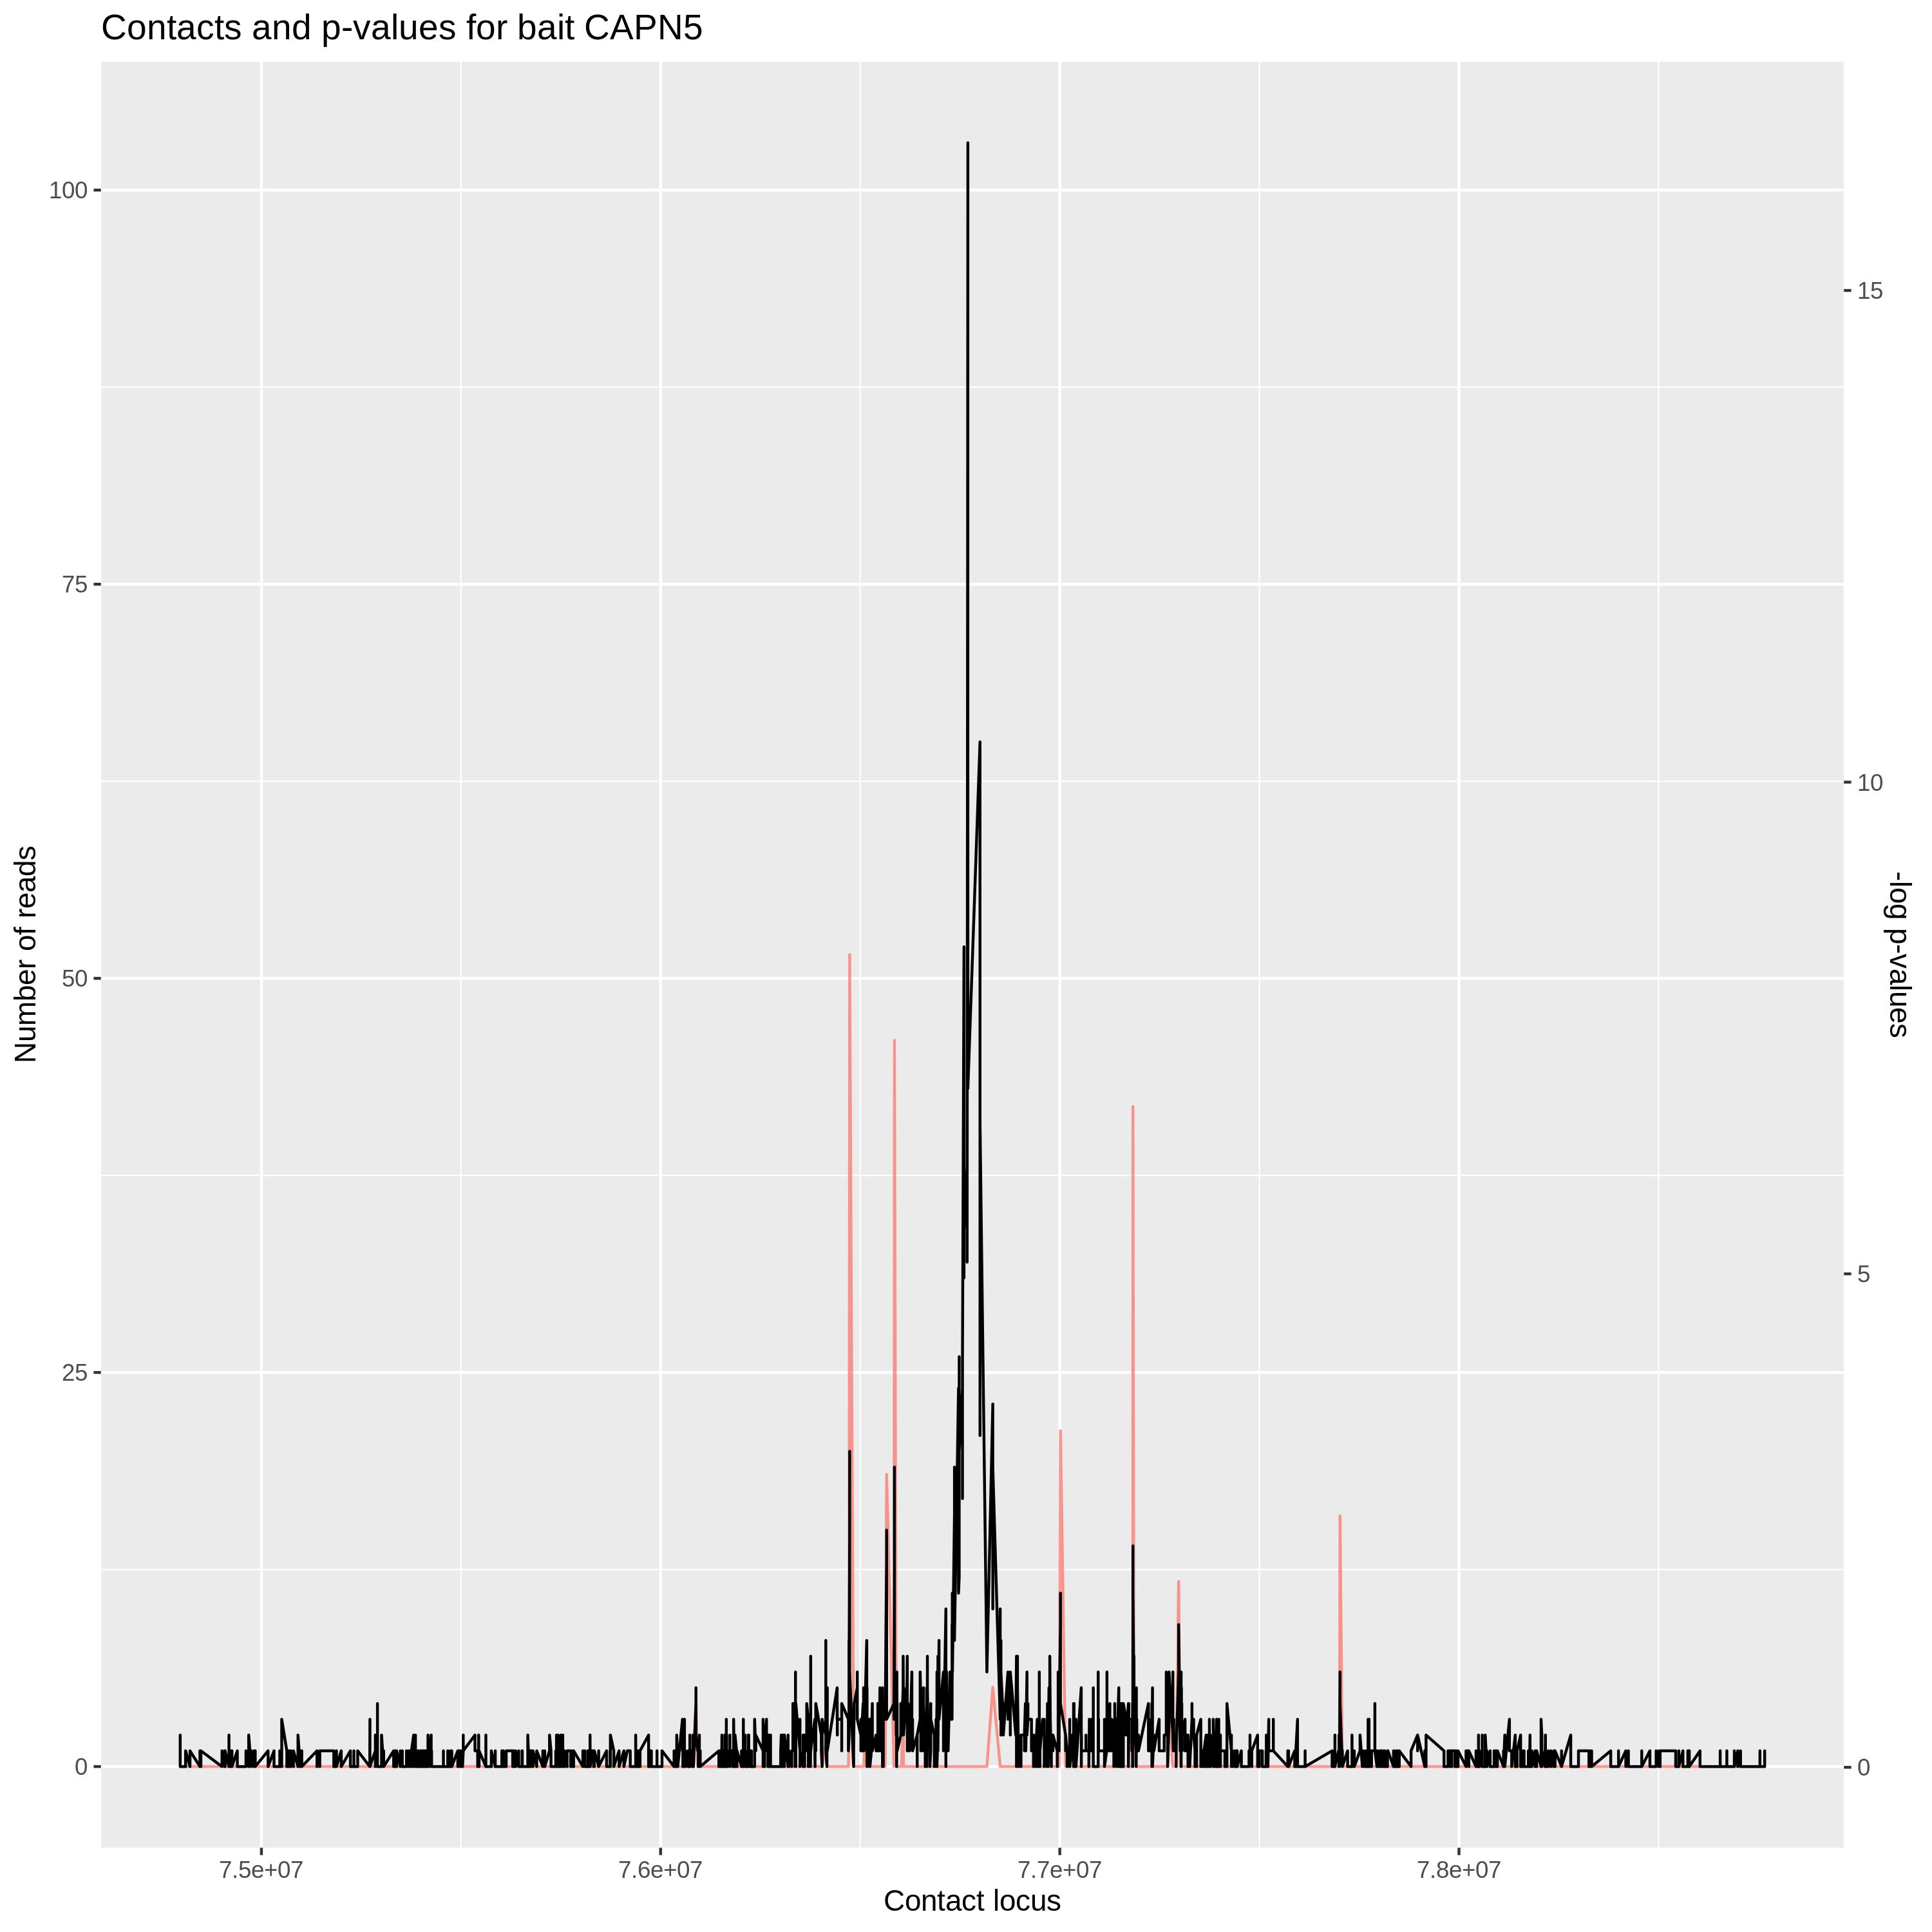 Contacts and p-values for bait CAPN5
100
75
50
25
0
Number of reads
15
10
5
0
-log p-values
7.5e+07
7.6e+07
7.7e+07
7.8e+07
Contact locus